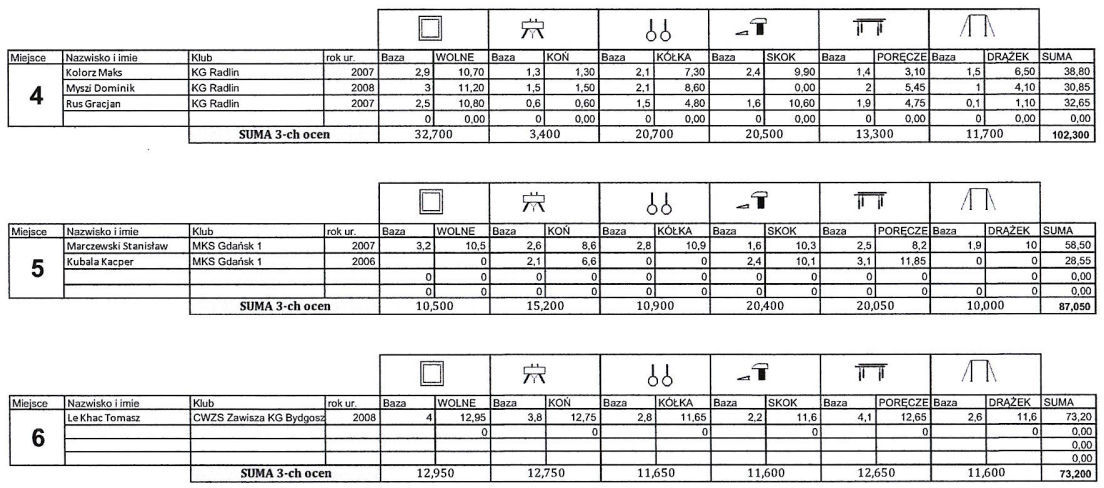 Miejsce Nazwisko i imie Klub rok ur. Baza WOLNE Baza KOŃ Baza KÓŁKA Baza SKOK Baza PORĘCZE Baza DRĄŻEK SUMA
4 Kolorz Maks KG Radlin 2007 2,9 10,70 1,3 1,30 2,1 7,30 2,4 9,90 1,4 3,10 1,5 6,50 38,80
Myszi Dominik KG Radlin 2008 3 11,20 1,5 1,50 2,1 8,60 0,00 2 5,45 1 4,10 30,85
Rus Gracjan KG Radlin 2007 2,5 10,80 0,6 0,60 1,5 4,80 1,6 10,60 1,9 4,75 0,1 1,10 32,65
0 0,00 0 0,00 0 0,00 0 0,00 0 0,00 0 0,00 0,00
SUMA 3-ch ocen 32,700 3,400 20,700 20,500 13,300 11,700 102,300
Miejsce Nazwisko i imie Klub rok ur. Baza WOLNE Baza KOŃ Baza KÓŁKA Baza SKOK Baza PORĘCZE Baza DRĄŻEK SUMA
5 Marczewski Stanisław MKS Gdańsk 1 2007 3,2 10,5 2,6 8,6 2,8 10,9 1,6 10,3 2,5 8,2 1,9 10 58,50
Kubala Kacper MKS Gdańsk 1 2006 0 2,1 6,6 0 0 2,4 10,1 3,1 11,85 0 0 28,55
0 0 0 0 0 0 0 0 0 0 0 0 0,00
0 0 0 0 0 0 0 0 0 0 0 0 0,00
SUMA 3-ch ocen 10,500 15,200 10,900 20,400 20,050 10,000 87,050
Miejsce Nazwisko i imie Klub rok ur. Baza WOLNE Baza KOŃ Baza KÓŁKA Baza SKOK Baza PORĘCZE Baza DRĄŻEK SUMA
6 Le Khac Tomasz CWZS Zawisza KG Bydgosz 2008 4 12,95 3,8 12,75 2,8 11,65 2,2 11,6 4,1 12,65 2,6 11,6 73,20
0 0 0 0 0 0 0,00
0,00
0,00
SUMA 3-ch ocen 12,950 12,750 11,650 11,600 12,650 11,600 73,200